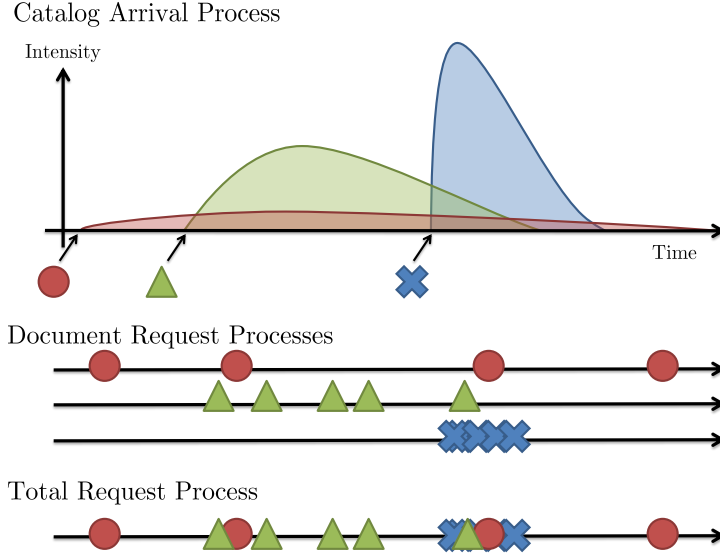 Catalog Arrival Process
Intensity
Time
Document Request Processes
Total Request Process